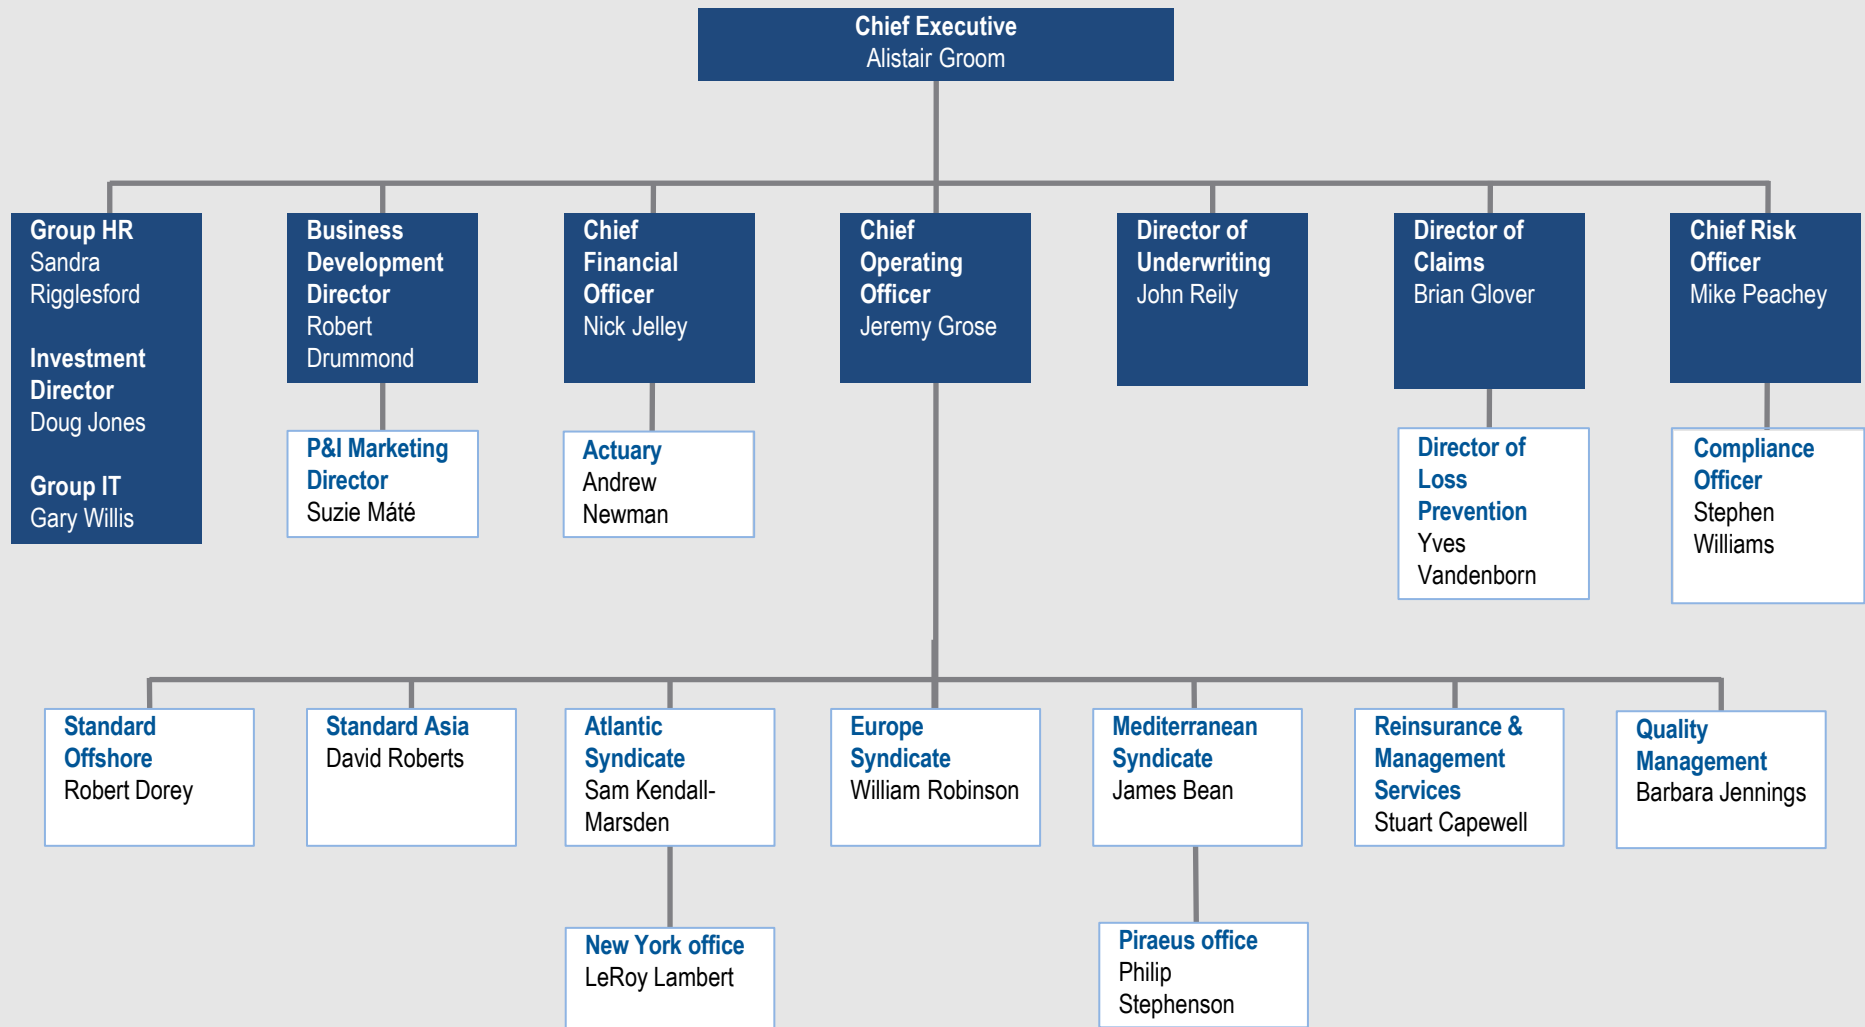 Chief Executive
Alistair Groom
Group HR
Sandra
Rigglesford
Investment
Director
Doug Jones
Group IT
Gary Willis
Business
Development
Director
Robert
Drummond
Chief
Financial
Officer
Nick Jelley
Chief
Operating
Officer
Jeremy Grose
Director of
Underwriting
John Reily
Director of
Claims
Brian Glover
Chief Risk
Officer
Mike Peachey
P&I Marketing
Director
Suzie Máté
Actuary
Andrew
Newman
Director of
Loss
Prevention
Yves
Vandenborn
Compliance
Officer
Stephen
Williams
Standard
Offshore
Robert Dorey
Standard Asia
David Roberts
Atlantic
Syndicate
Sam Kendall-
Marsden
Europe
Syndicate
William Robinson
Mediterranean
Syndicate
James Bean
Reinsurance &
Management
Services
Stuart Capewell
Quality
Management
Barbara Jennings
New York office
LeRoy Lambert
Piraeus office
Philip
Stephenson